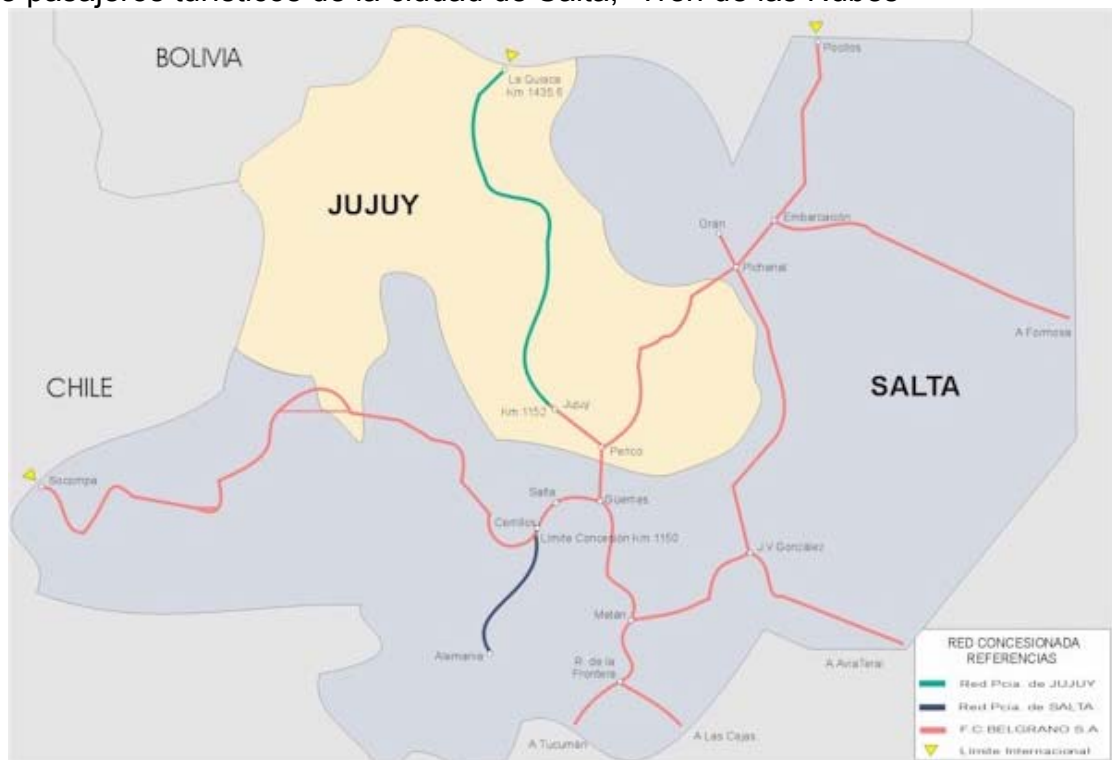 pasajeros turísticos de la ciudad de Salta, "Tren de las Nubes"
BOLIVIA
La Quiaca
Km 1435.6
Pocitos
JUJUY
Orán
Embarcación
Pichanal
A Formosa
CHILE
SALTA
Km 1152
Jujuy
Perico
Socompa
Salta
Güemes
Cerrillos
Límite Concesión Km 1150
J.V González
Metán
Alemania
R. de la
Frontera
A AviaTerai
A Tucumán
A Las Cejas
RED CONCESIONADA
REFERENCIAS
Red Pcia. de JUJUY
Red Pcia. de SALTA
F.C.BELGRANO S.A
Límite Internacional